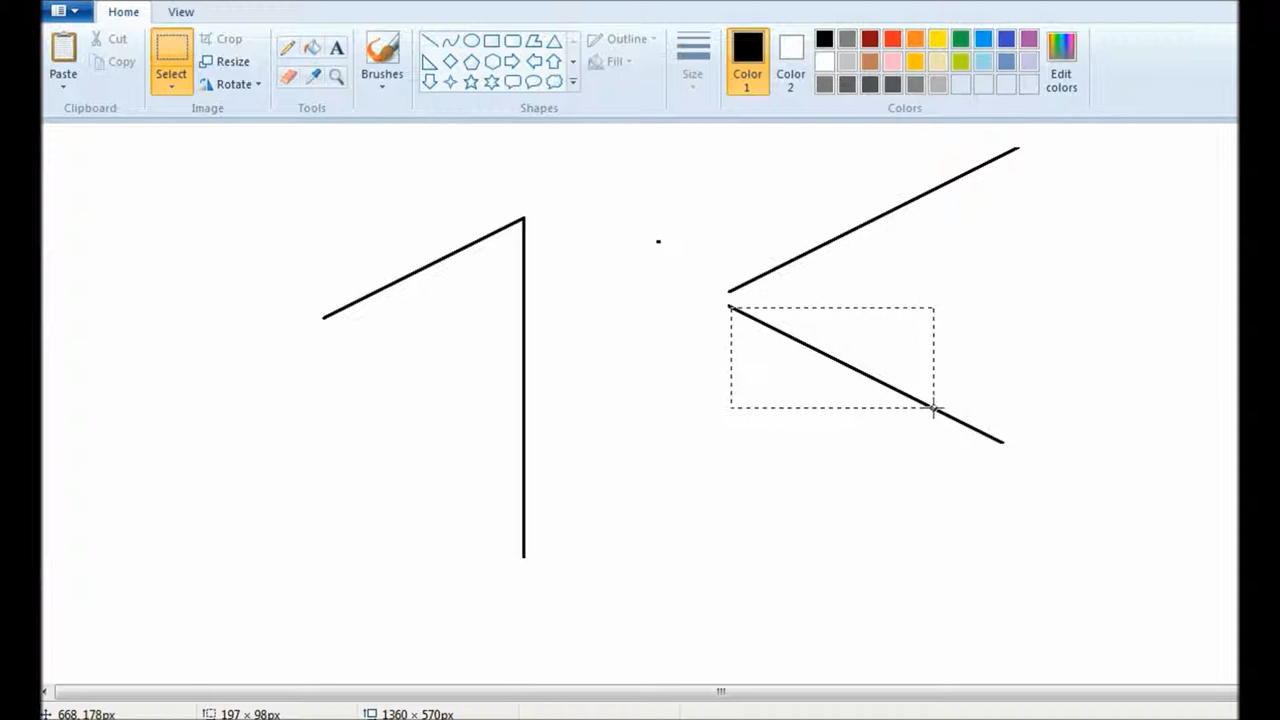 Home View
Paste
Cut
Copy
Clipboard
Select
Crop
Resize
Rotate
Image
A
Tools
Brushes
Outline
Fill
Shapes
Size
Color 1
Color 2
Edit colors
Colors
668, 178px 197 × 98px 1360 × 570px